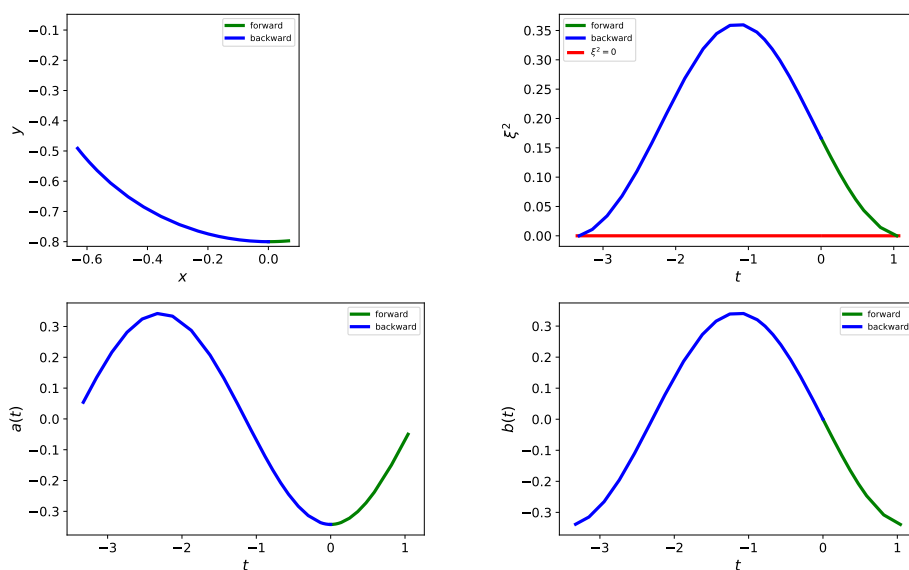 −0.1
−0.2
−0.3
−0.4
−0.5
−0.6
−0.7
−0.8
y
−0.6 −0.4 −0.2 0.0
x
forward
backward
0.35
0.30
0.25
0.20
0.15
0.10
0.05
0.00
ξ²
−3 −2 −1 0 1
t
forward
backward
ξ² = 0
0.3
0.2
0.1
0.0
−0.1
−0.2
−0.3
a(t)
−3 −2 −1 0 1
t
forward
backward
0.3
0.2
0.1
0.0
−0.1
−0.2
−0.3
b(t)
−3 −2 −1 0 1
t
forward
backward